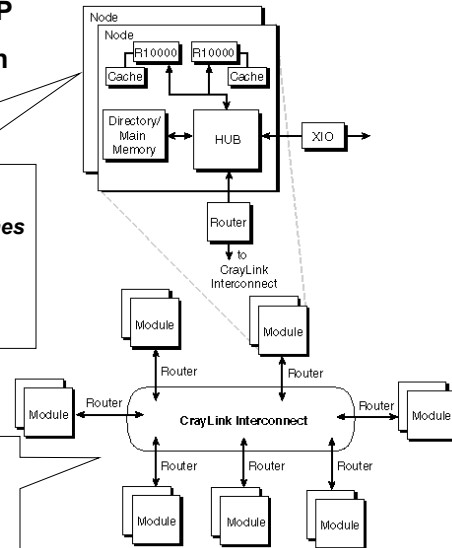 P
Node
n
Node
R10000
R10000
Cache
Cache
Directory/
Main
Memory
HUB
XIO
es
Router
to
CrayLink
Interconnect
Module
Module
Router
Router
Module
Router
CrayLink Interconnect
Router
Module
Router
Router
Router
Module
Module
Module